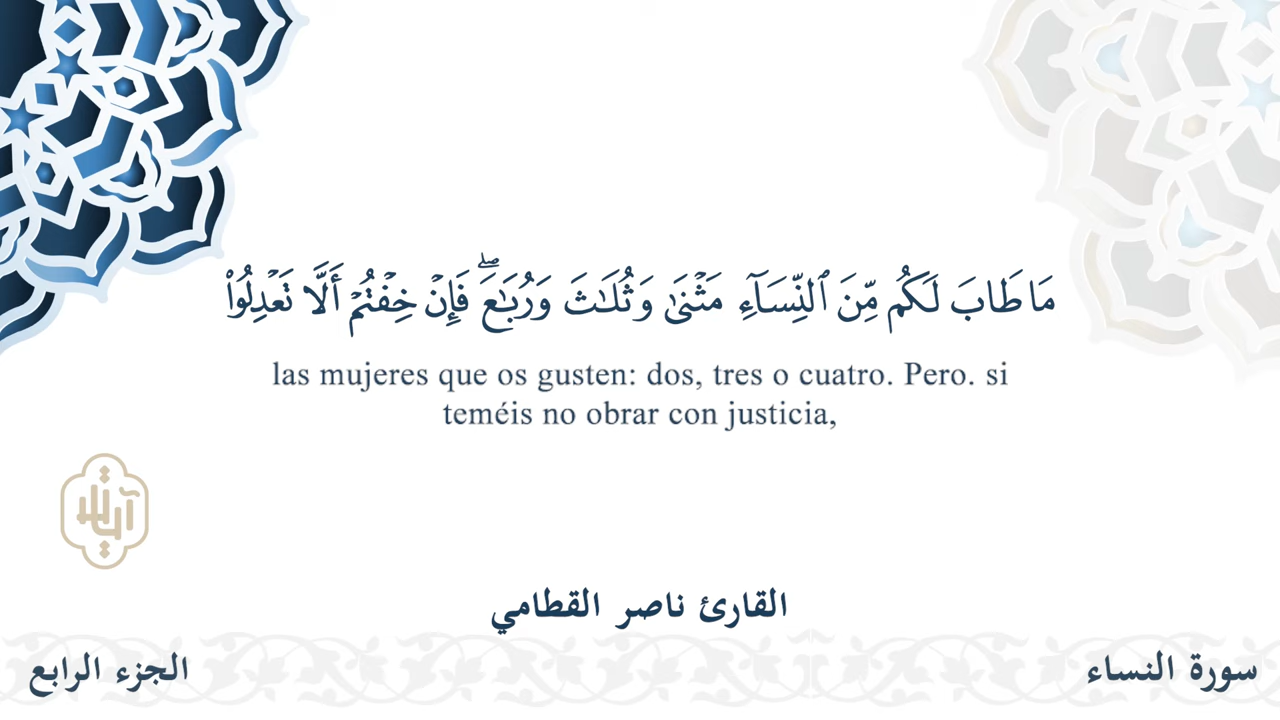 مَا طَابَ لَكُم مِّنَ ٱلنِّسَآءِ مَثۡنَىٰ وَثُلَـٰثَ وَرُبَـٰعَۖ فَإِنۡ خِفۡتُمۡ أَلَّا تَعۡدِلُوا۟
las mujeres que os gusten: dos, tres o cuatro. Pero. si
teméis no obrar con justicia,
القارئ ناصر القطامي
سورة النساء
الجزء الرابع